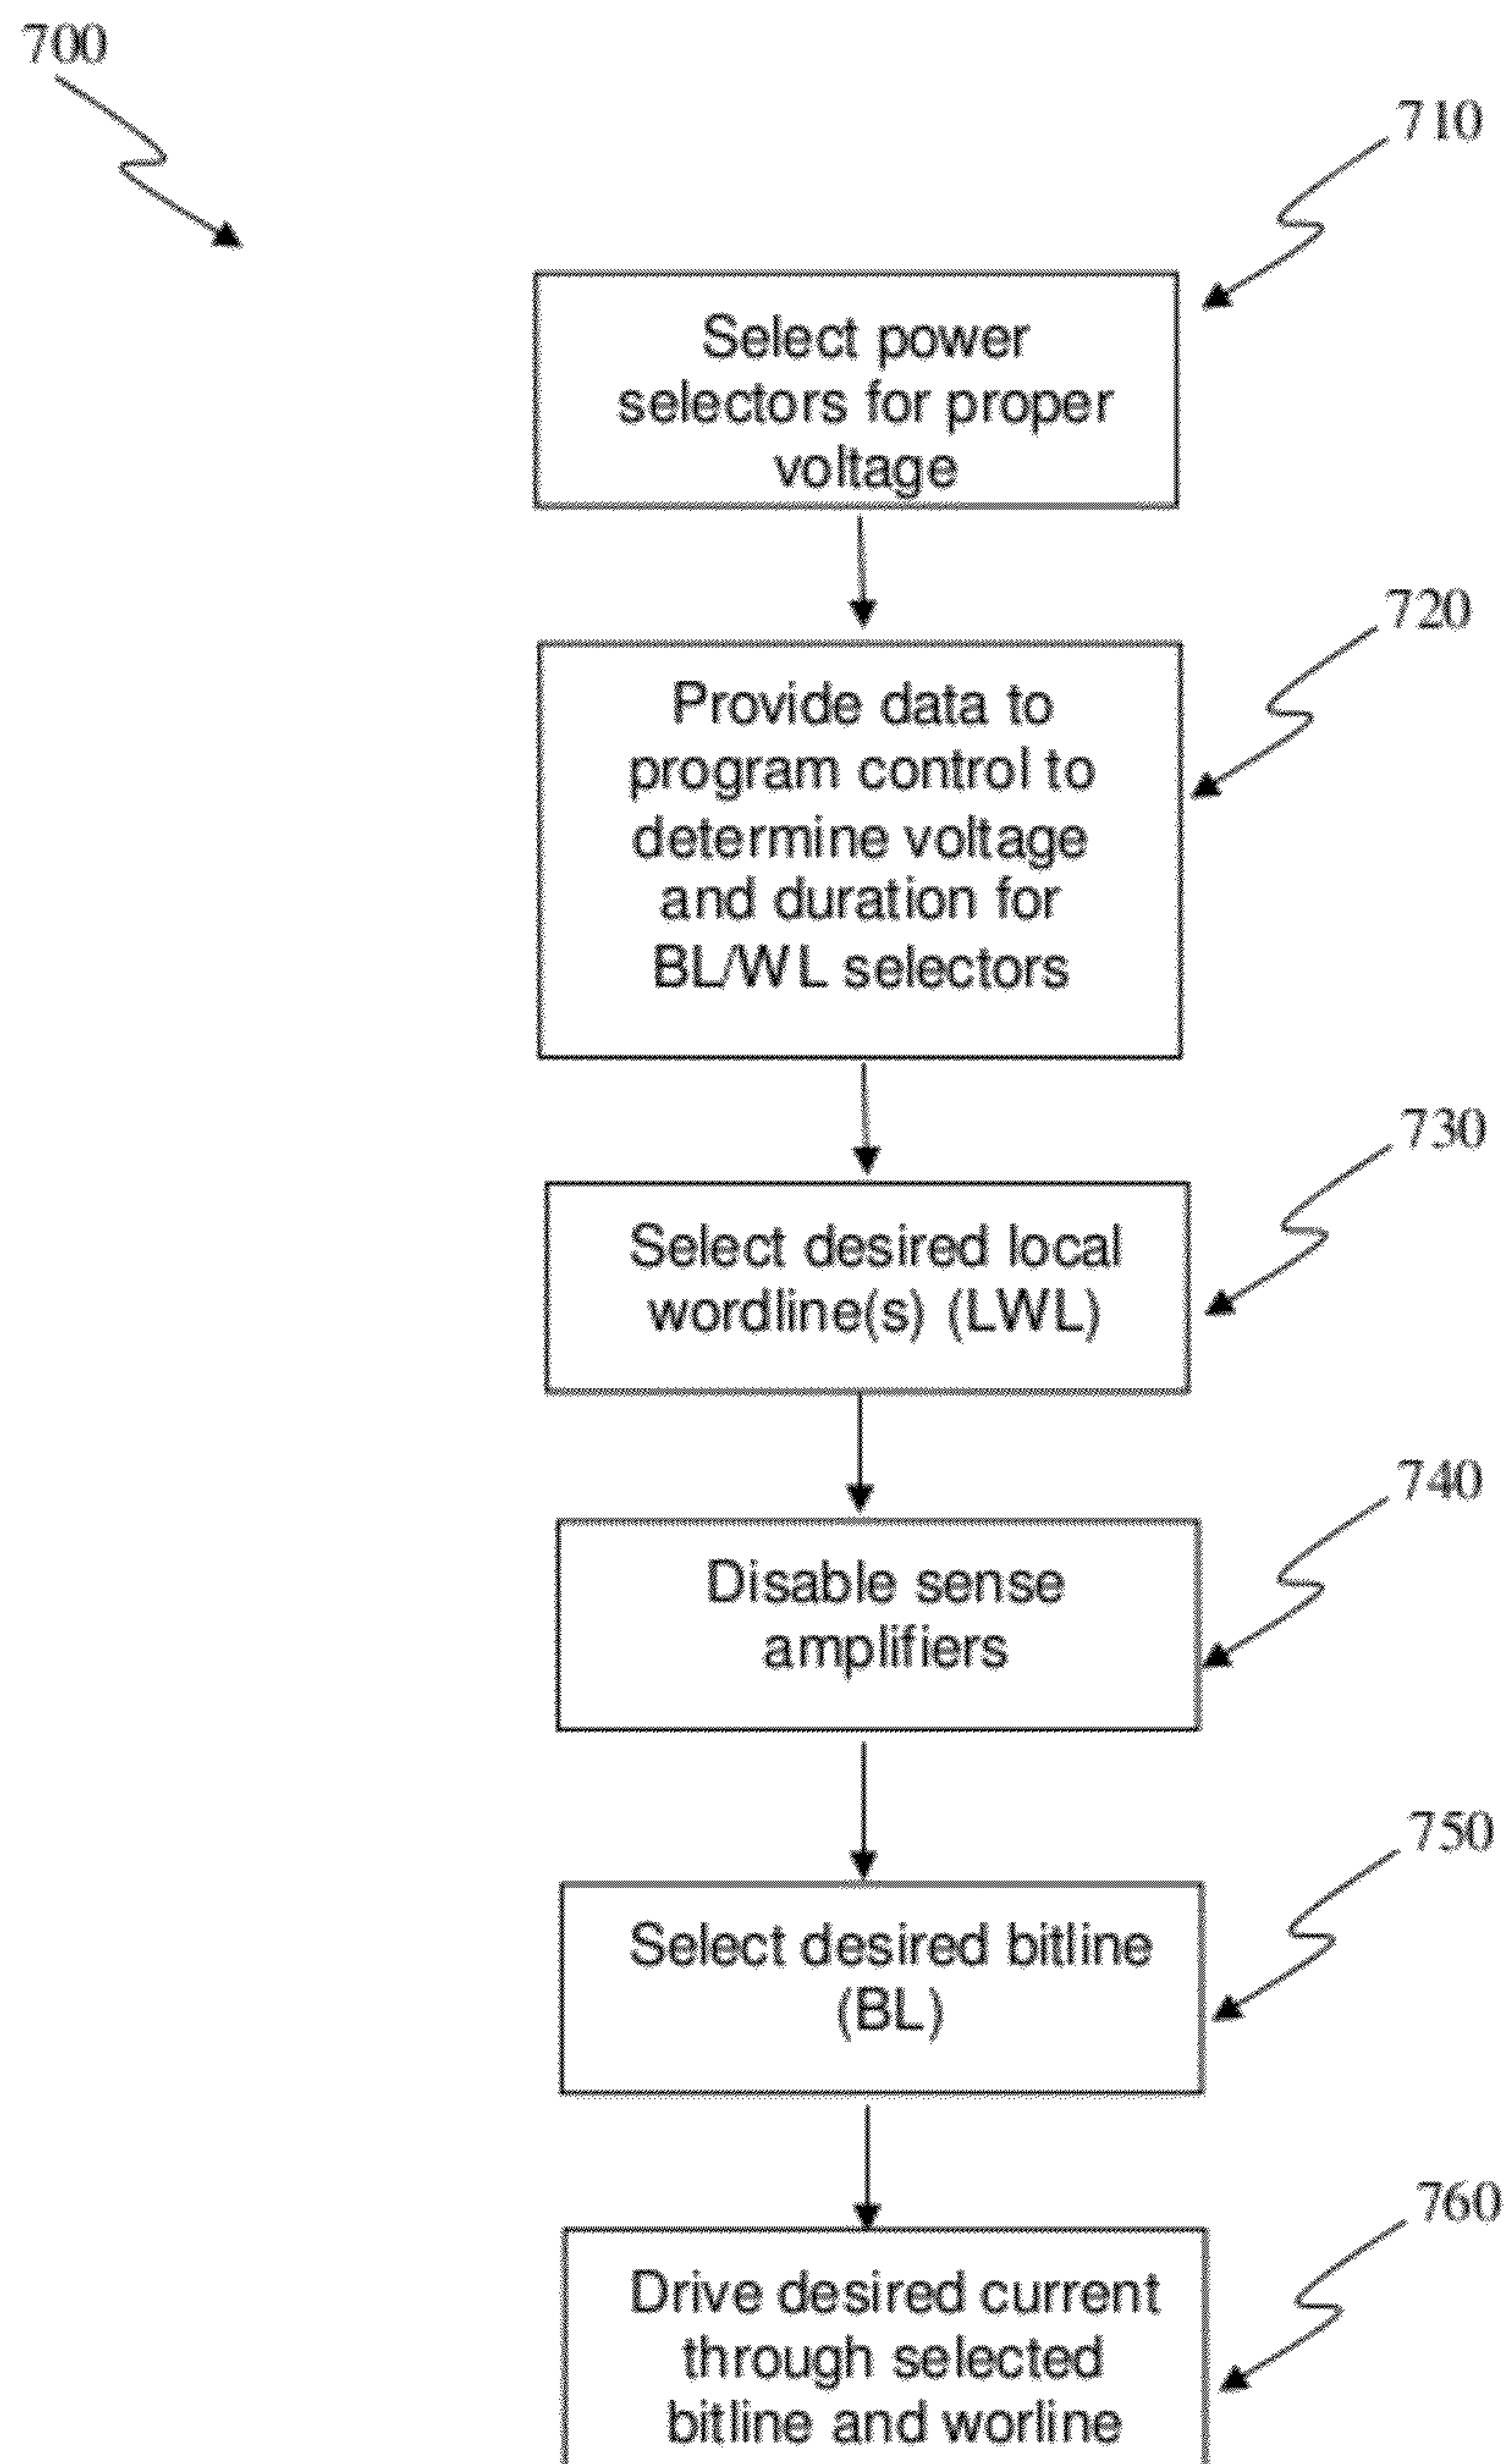 700
710
Select power
selectors for proper
voltage
720
Provide data to
program control to
determine voltage
and duration for
BL/WL selectors
730
Select desired local
wordline(s) (LWL)
740
Disable sense
amplifiers
750
Select desired bitline
(BL)
760
Drive desired current
through selected
bitline and worline